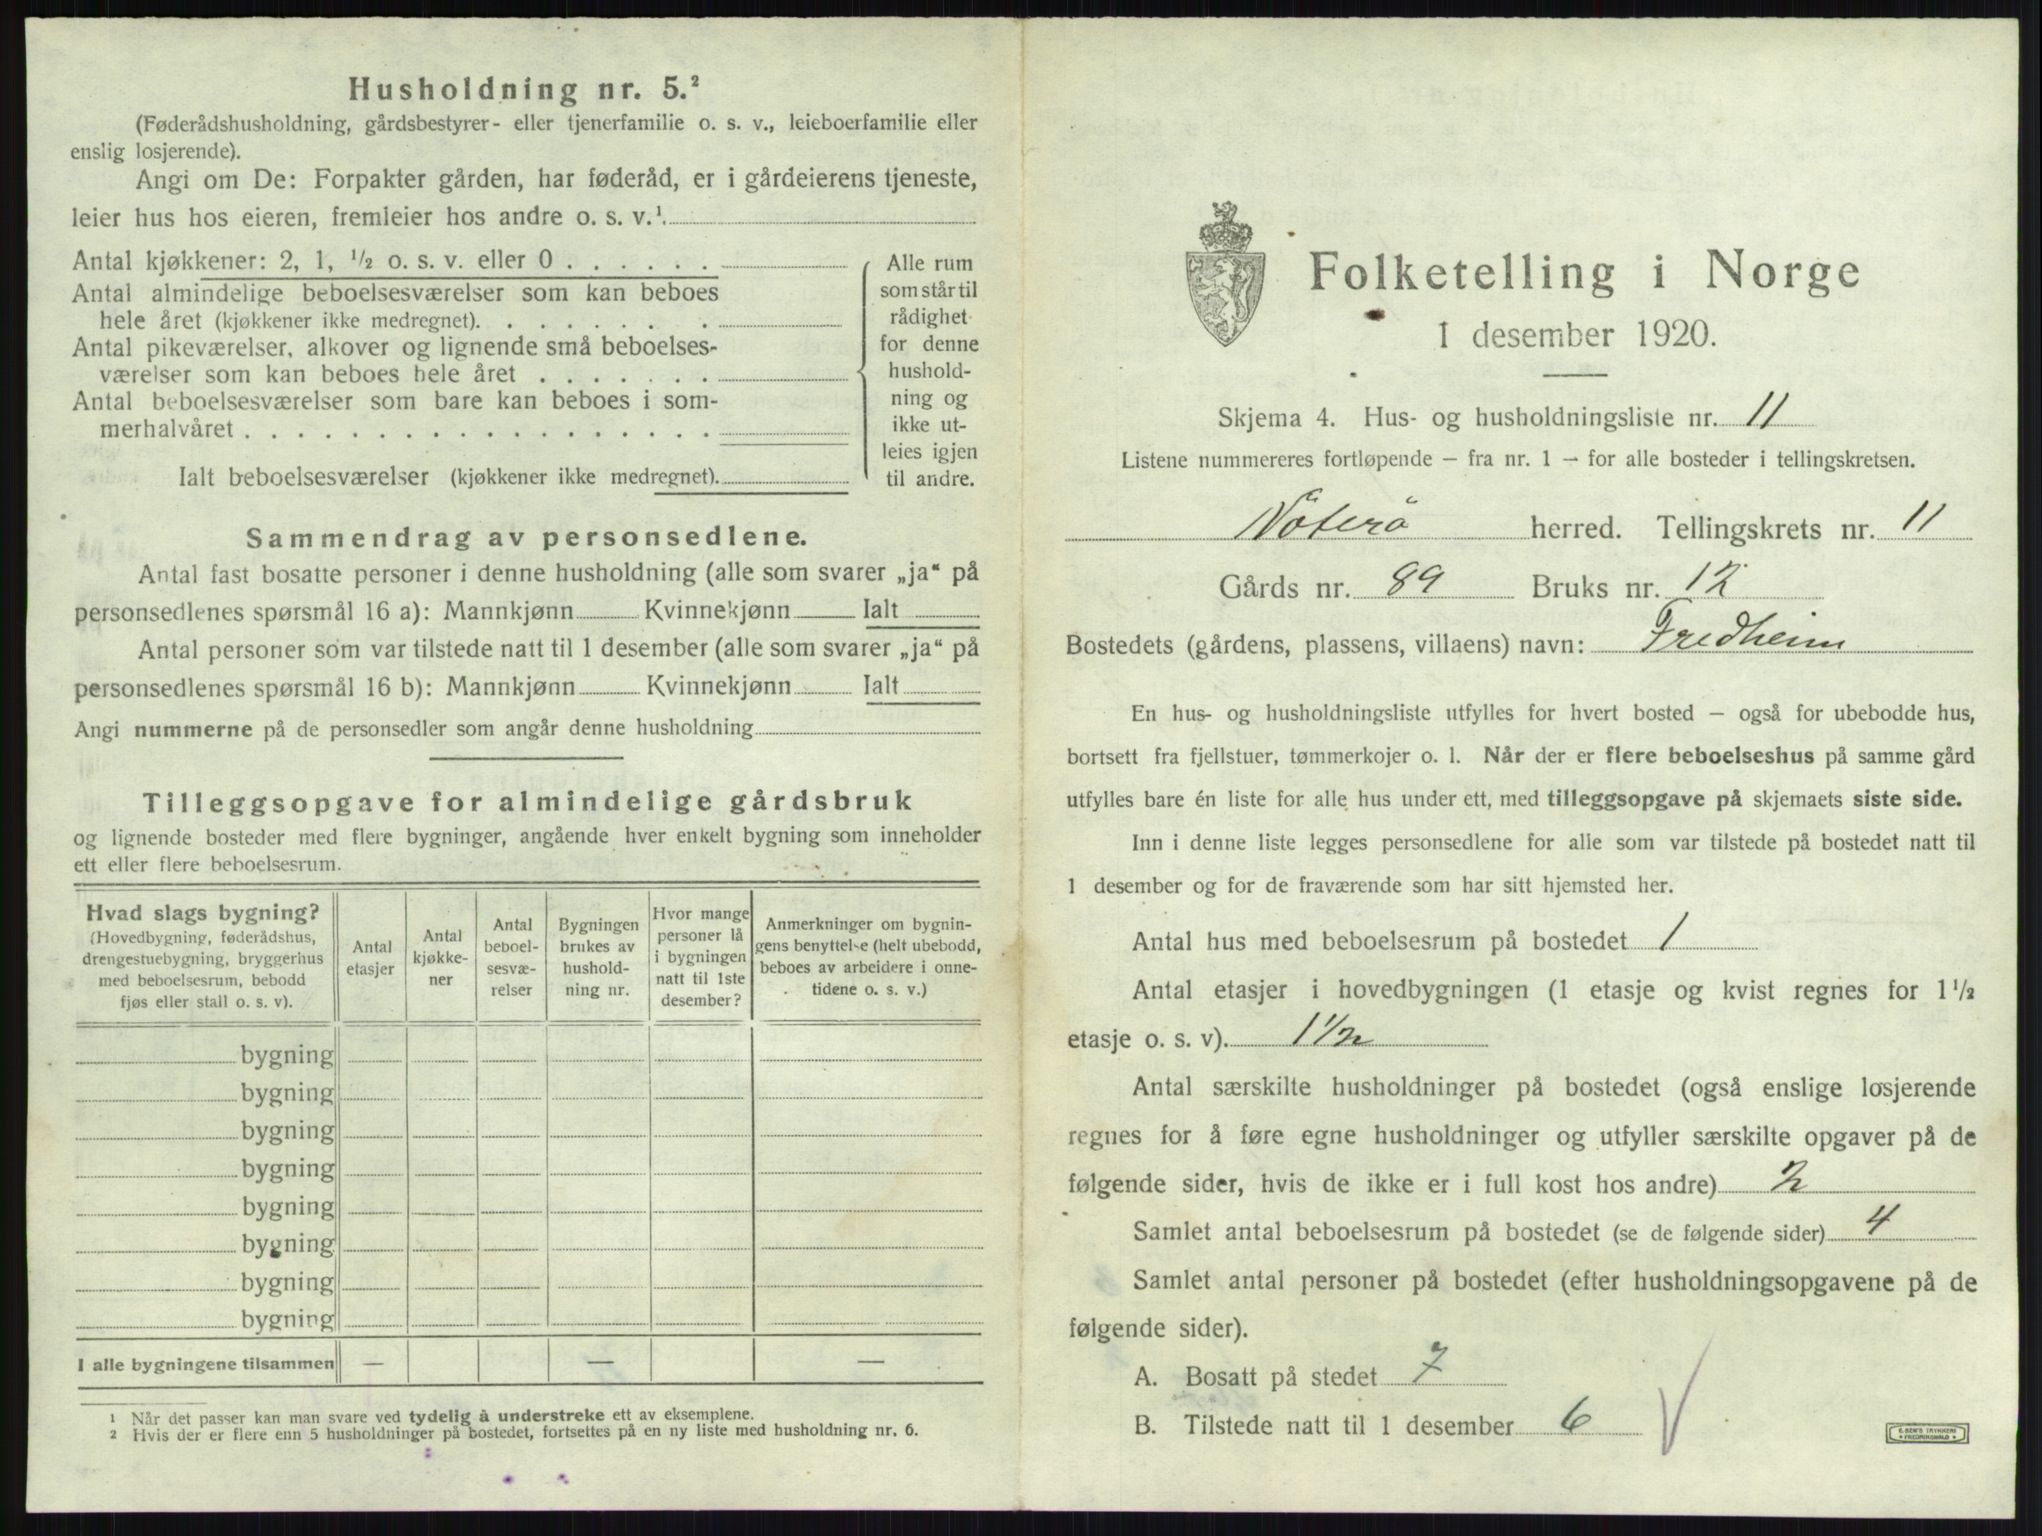 Husholdning nr. 5.²
(Føderådshusholdning, gårdsbestyrer- eller tjenerfamilie o. s. v., leieboerfamilie eller
enslig losjerende).
Angi om De: Forpakter gården, har føderåd, er i gårdeierens tjeneste,
leier hus hos eieren, fremleier hos andre o. s. v.¹
Antal kjøkkener: 2, 1, ½ o. s. v. eller 0 . . . . . .
Antal almindelige beboelsesværelser som kan beboes
hele året (kjøkkener ikke medregnet). . . . . . . .
Antal pikeværelser, alkover og lignende små beboelses-
værelser som kan beboes hele året . . . . . . .
Antal beboelsesværelser som bare kan beboes i som-
merhalvåret . . . . . . . . . . . . . . . . . .
Ialt beboelsesværelser (kjøkkener ikke medregnet).
Alle rum
som står til
rådighet
for denne
hushold-
ning og
ikke ut-
leies igjen
til andre.
Sammendrag av personsedlene.
Antal fast bosatte personer i denne husholdning (alle som svarer „ja“ på
personsedlenes spørsmål 16 a): Mannkjønn Kvinnekjønn Ialt
Antal personer som var tilstede natt til 1 desember (alle som svarer „ja“ på
personsedlenes spørsmål 16 b): Mannkjønn Kvinnekjønn Ialt
Angi nummerne på de personsedler som angår denne husholdning
Tilleggsopgave for almindelige gårdsbruk
og lignende bosteder med flere bygninger, angående hver enkelt bygning som inneholder
ett eller flere beboelsesrum.
Hvad slags bygning?
(Hovedbygning, føderådshus,
drengestuebygning, bryggerhus
med beboelsesrum, bebodd
fjøs eller stall o. s. v).
Antal
etasjer
Antal
kjøkke-
ner
Antal
beboel-
sesvæ-
relser
Bygningen
brukes av
hushold-
ning nr.
Hvor mange
personer lå
i bygningen
natt til 1ste
desember?
Anmerkninger om bygnin-
gens benyttelse (helt ubebodd,
beboes av arbeidere i onne-
tidene o. s. v.)
bygning
bygning
bygning
bygning
bygning
bygning
bygning
bygning
I alle bygningene tilsammen — — —
¹ Når det passer kan man svare ved tydelig å understreke ett av eksemplene.
² Hvis der er flere enn 5 husholdninger på bostedet, fortsettes på en ny liste med husholdning nr. 6.
Folketelling i Norge
1 desember 1920.
Skjema 4. Hus- og husholdningsliste nr. 11
Listene nummereres fortløpende — fra nr. 1 — for alle bosteder i tellingskretsen.
Nöterö herred. Tellingskrets nr. 11
Gårds nr. 89 Bruks nr. 12
Bostedets (gårdens, plassens, villaens) navn: Fredheim
En hus- og husholdningsliste utfylles for hvert bosted — også for ubebodde hus,
bortsett fra fjellstuer, tømmerkojer o. l. Når der er flere beboelseshus på samme gård
utfylles bare én liste for alle hus under ett, med tilleggsopgave på skjemaets siste side.
Inn i denne liste legges personsedlene for alle som var tilstede på bostedet natt til
1 desember og for de fraværende som har sitt hjemsted her.
Antal hus med beboelsesrum på bostedet 1
Antal etasjer i hovedbygningen (1 etasje og kvist regnes for 1½
etasje o. s. v). 1½
Antal særskilte husholdninger på bostedet (også enslige losjerende
regnes for å føre egne husholdninger og utfyller særskilte opgaver på de
følgende sider, hvis de ikke er i full kost hos andre) 2
Samlet antal beboelsesrum på bostedet (se de følgende sider) 4
Samlet antal personer på bostedet (efter husholdningsopgavene på de
følgende sider).
A. Bosatt på stedet 7
B. Tilstede natt til 1 desember 6